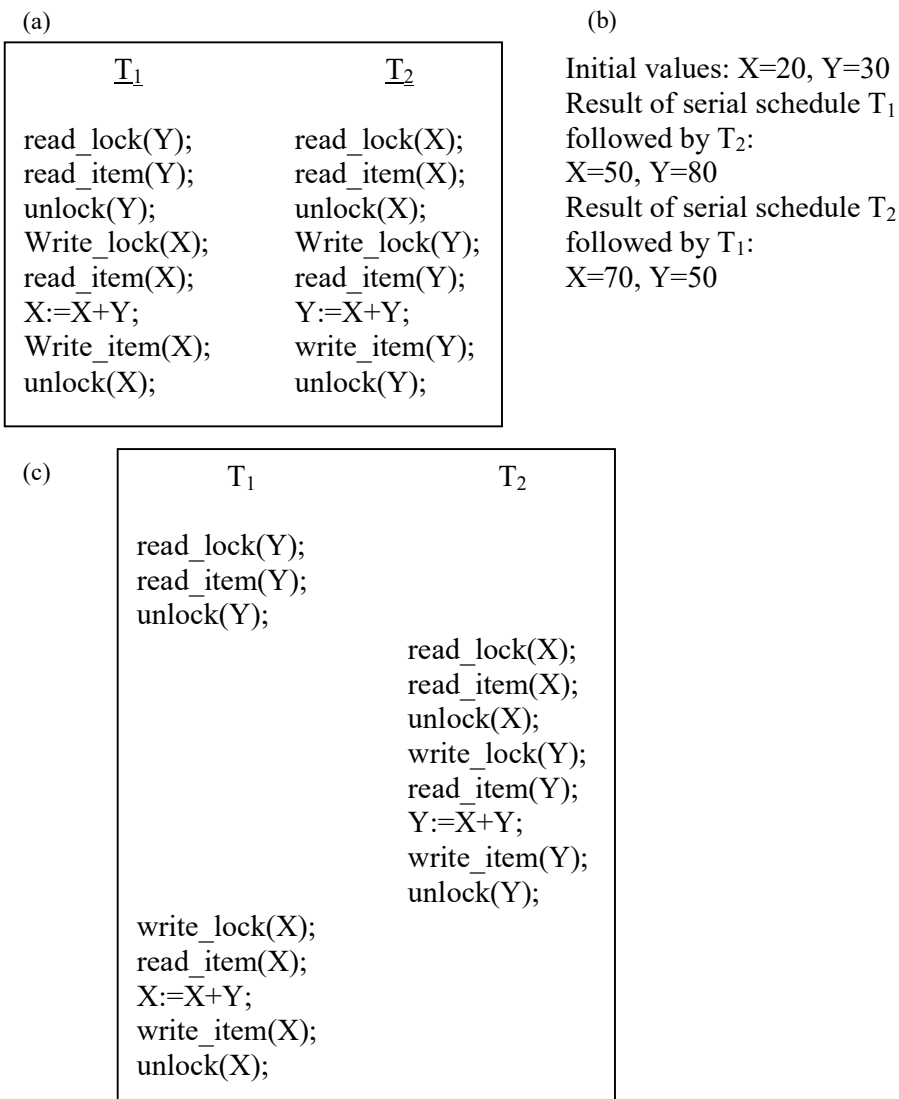 (a)
T₁ T₂
read_lock(Y); read_lock(X);
read_item(Y); read_item(X);
unlock(Y); unlock(X);
Write_lock(X); Write_lock(Y);
read_item(X); read_item(Y);
X:=X+Y; Y:=X+Y;
Write_item(X); write_item(Y);
unlock(X); unlock(Y);
(b)
Initial values: X=20, Y=30
Result of serial schedule T₁
followed by T₂:
X=50, Y=80
Result of serial schedule T₂
followed by T₁:
X=70, Y=50
(c)
T₁ T₂
read_lock(Y);
read_item(Y);
unlock(Y);
read_lock(X);
read_item(X);
unlock(X);
write_lock(Y);
read_item(Y);
Y:=X+Y;
write_item(Y);
unlock(Y);
write_lock(X);
read_item(X);
X:=X+Y;
write_item(X);
unlock(X);